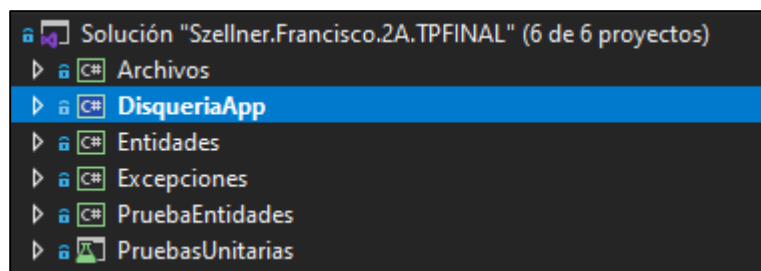 Solución "Szellner.Francisco.2A.TPFINAL" (6 de 6 proyectos)
C# Archivos
C# DisqueriaApp
C# Entidades
C# Excepciones
C# PruebaEntidades
PruebasUnitarias